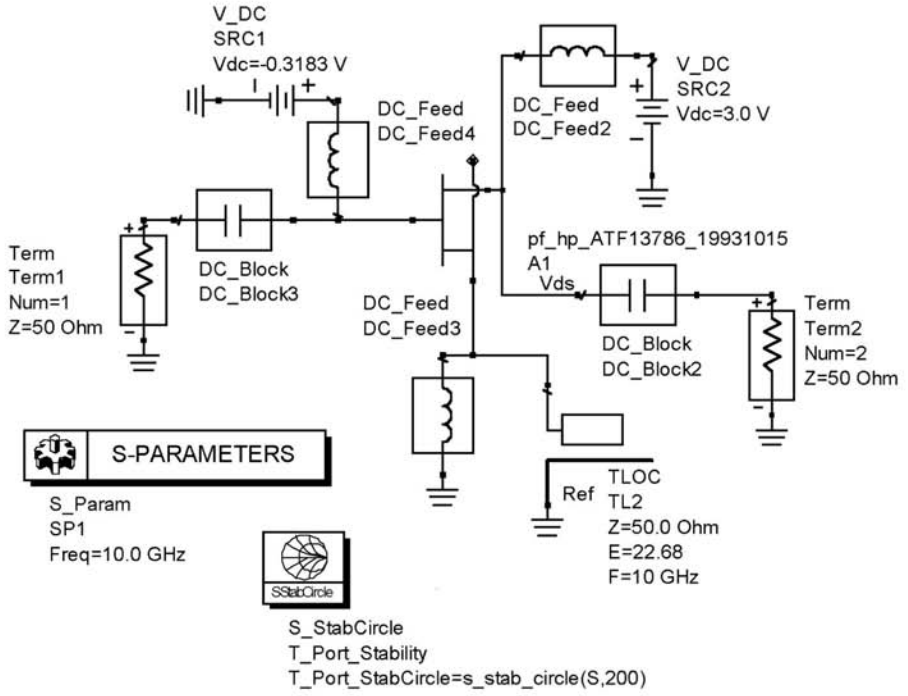 V_DC
SRC1
Vdc=-0.3183 V
- +
DC_Feed
DC_Feed4
DC_Feed
DC_Feed2
+
-
V_DC
SRC2
Vdc=3.0 V
Term
Term1
Num=1
Z=50 Ohm
+
-
DC_Block
DC_Block3
pf_hp_ATF13786_19931015
A1
Vds
DC_Feed
DC_Feed3
DC_Block
DC_Block2
+
-
Term
Term2
Num=2
Z=50 Ohm
S-PARAMETERS
S_Param
SP1
Freq=10.0 GHz
Ref
TLOC
TL2
Z=50.0 Ohm
E=22.68
F=10 GHz
SStabCircle
S_StabCircle
T_Port_Stability
T_Port_StabCircle=s_stab_circle(S,200)